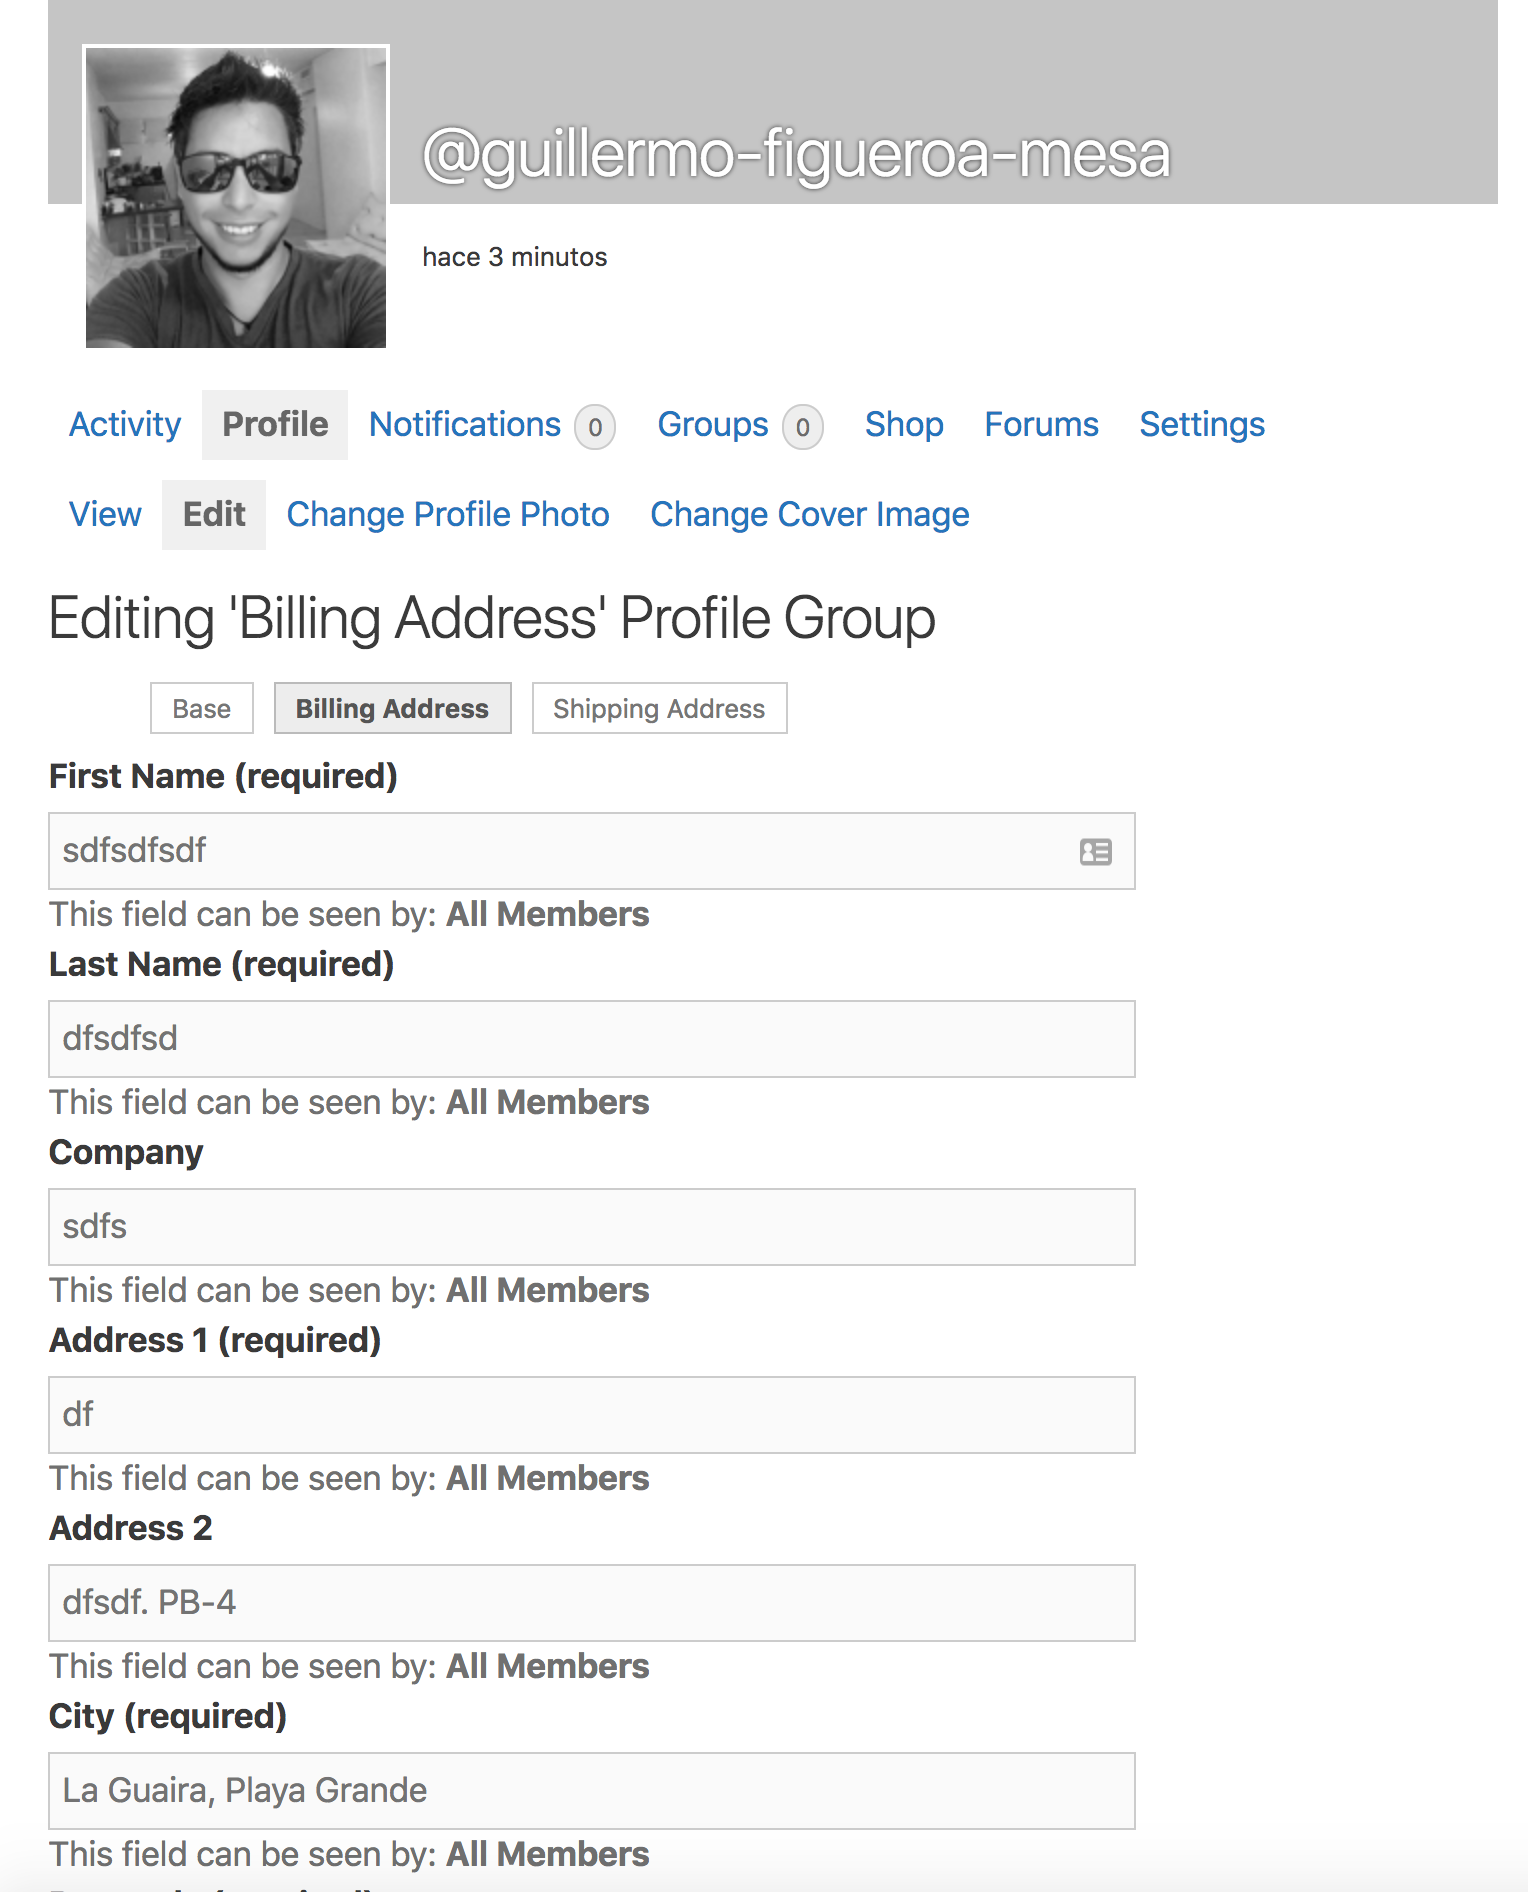 @guillermo-figueroa-mesa
hace 3 minutos
Activity Profile Notifications 0 Groups 0 Shop Forums Settings
View Edit Change Profile Photo Change Cover Image
Editing 'Billing Address' Profile Group
Base Billing Address Shipping Address
First Name (required)
sdfsdfsdf
This field can be seen by: All Members
Last Name (required)
dfsdfsd
This field can be seen by: All Members
Company
sdfs
This field can be seen by: All Members
Address 1 (required)
df
This field can be seen by: All Members
Address 2
dfsdf. PB-4
This field can be seen by: All Members
City (required)
La Guaira, Playa Grande
This field can be seen by: All Members